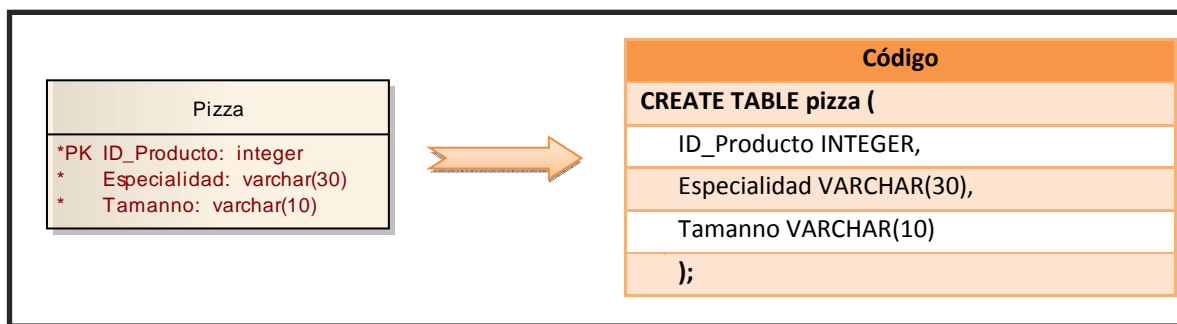 Pizza
*PK ID_Producto: integer
* Especialidad: varchar(30)
* Tamanno: varchar(10)
Código
CREATE TABLE pizza (
ID_Producto INTEGER,
Especialidad VARCHAR(30),
Tamanno VARCHAR(10)
);